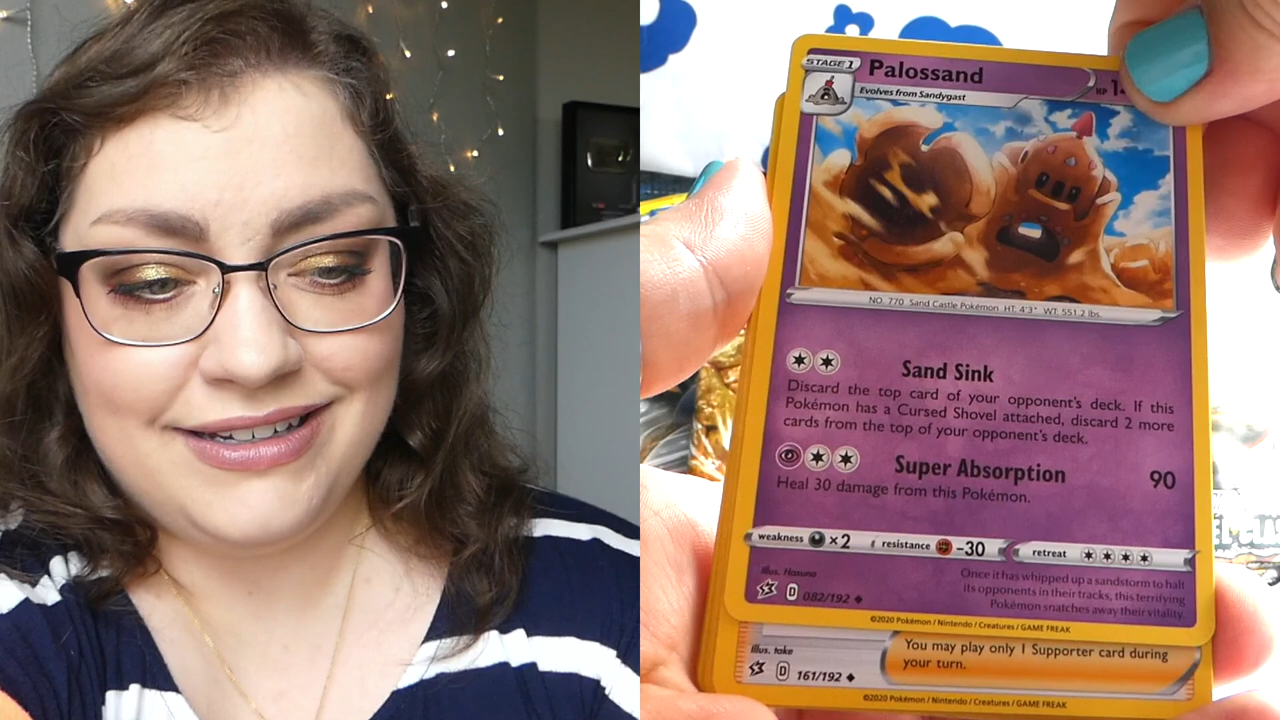 STAGE 1
Palossand
HP
Evolves from Sandygast
NO. 770 Sand Castle Pokémon HT: 4'3" WT: 551.2 lbs.
Sand Sink
Discard the top card of your opponent's deck. If this
Pokémon has a Cursed Shovel attached, discard 2 more
cards from the top of your opponent's deck.
Super Absorption 90
Heal 30 damage from this Pokémon.
weakness ×2 resistance -30 retreat
Illus. Hasuno
D 082/192
Once it has whipped up a sandstorm to halt
its opponents in their tracks, this terrifying
Pokémon snatches away their vitality.
©2020 Pokémon / Nintendo / Creatures / GAME FREAK
Illus. take
D 161/192
You may play only 1 Supporter card during
your turn.
©2020 Pokémon / Nintendo / Creatures / GAME FREAK